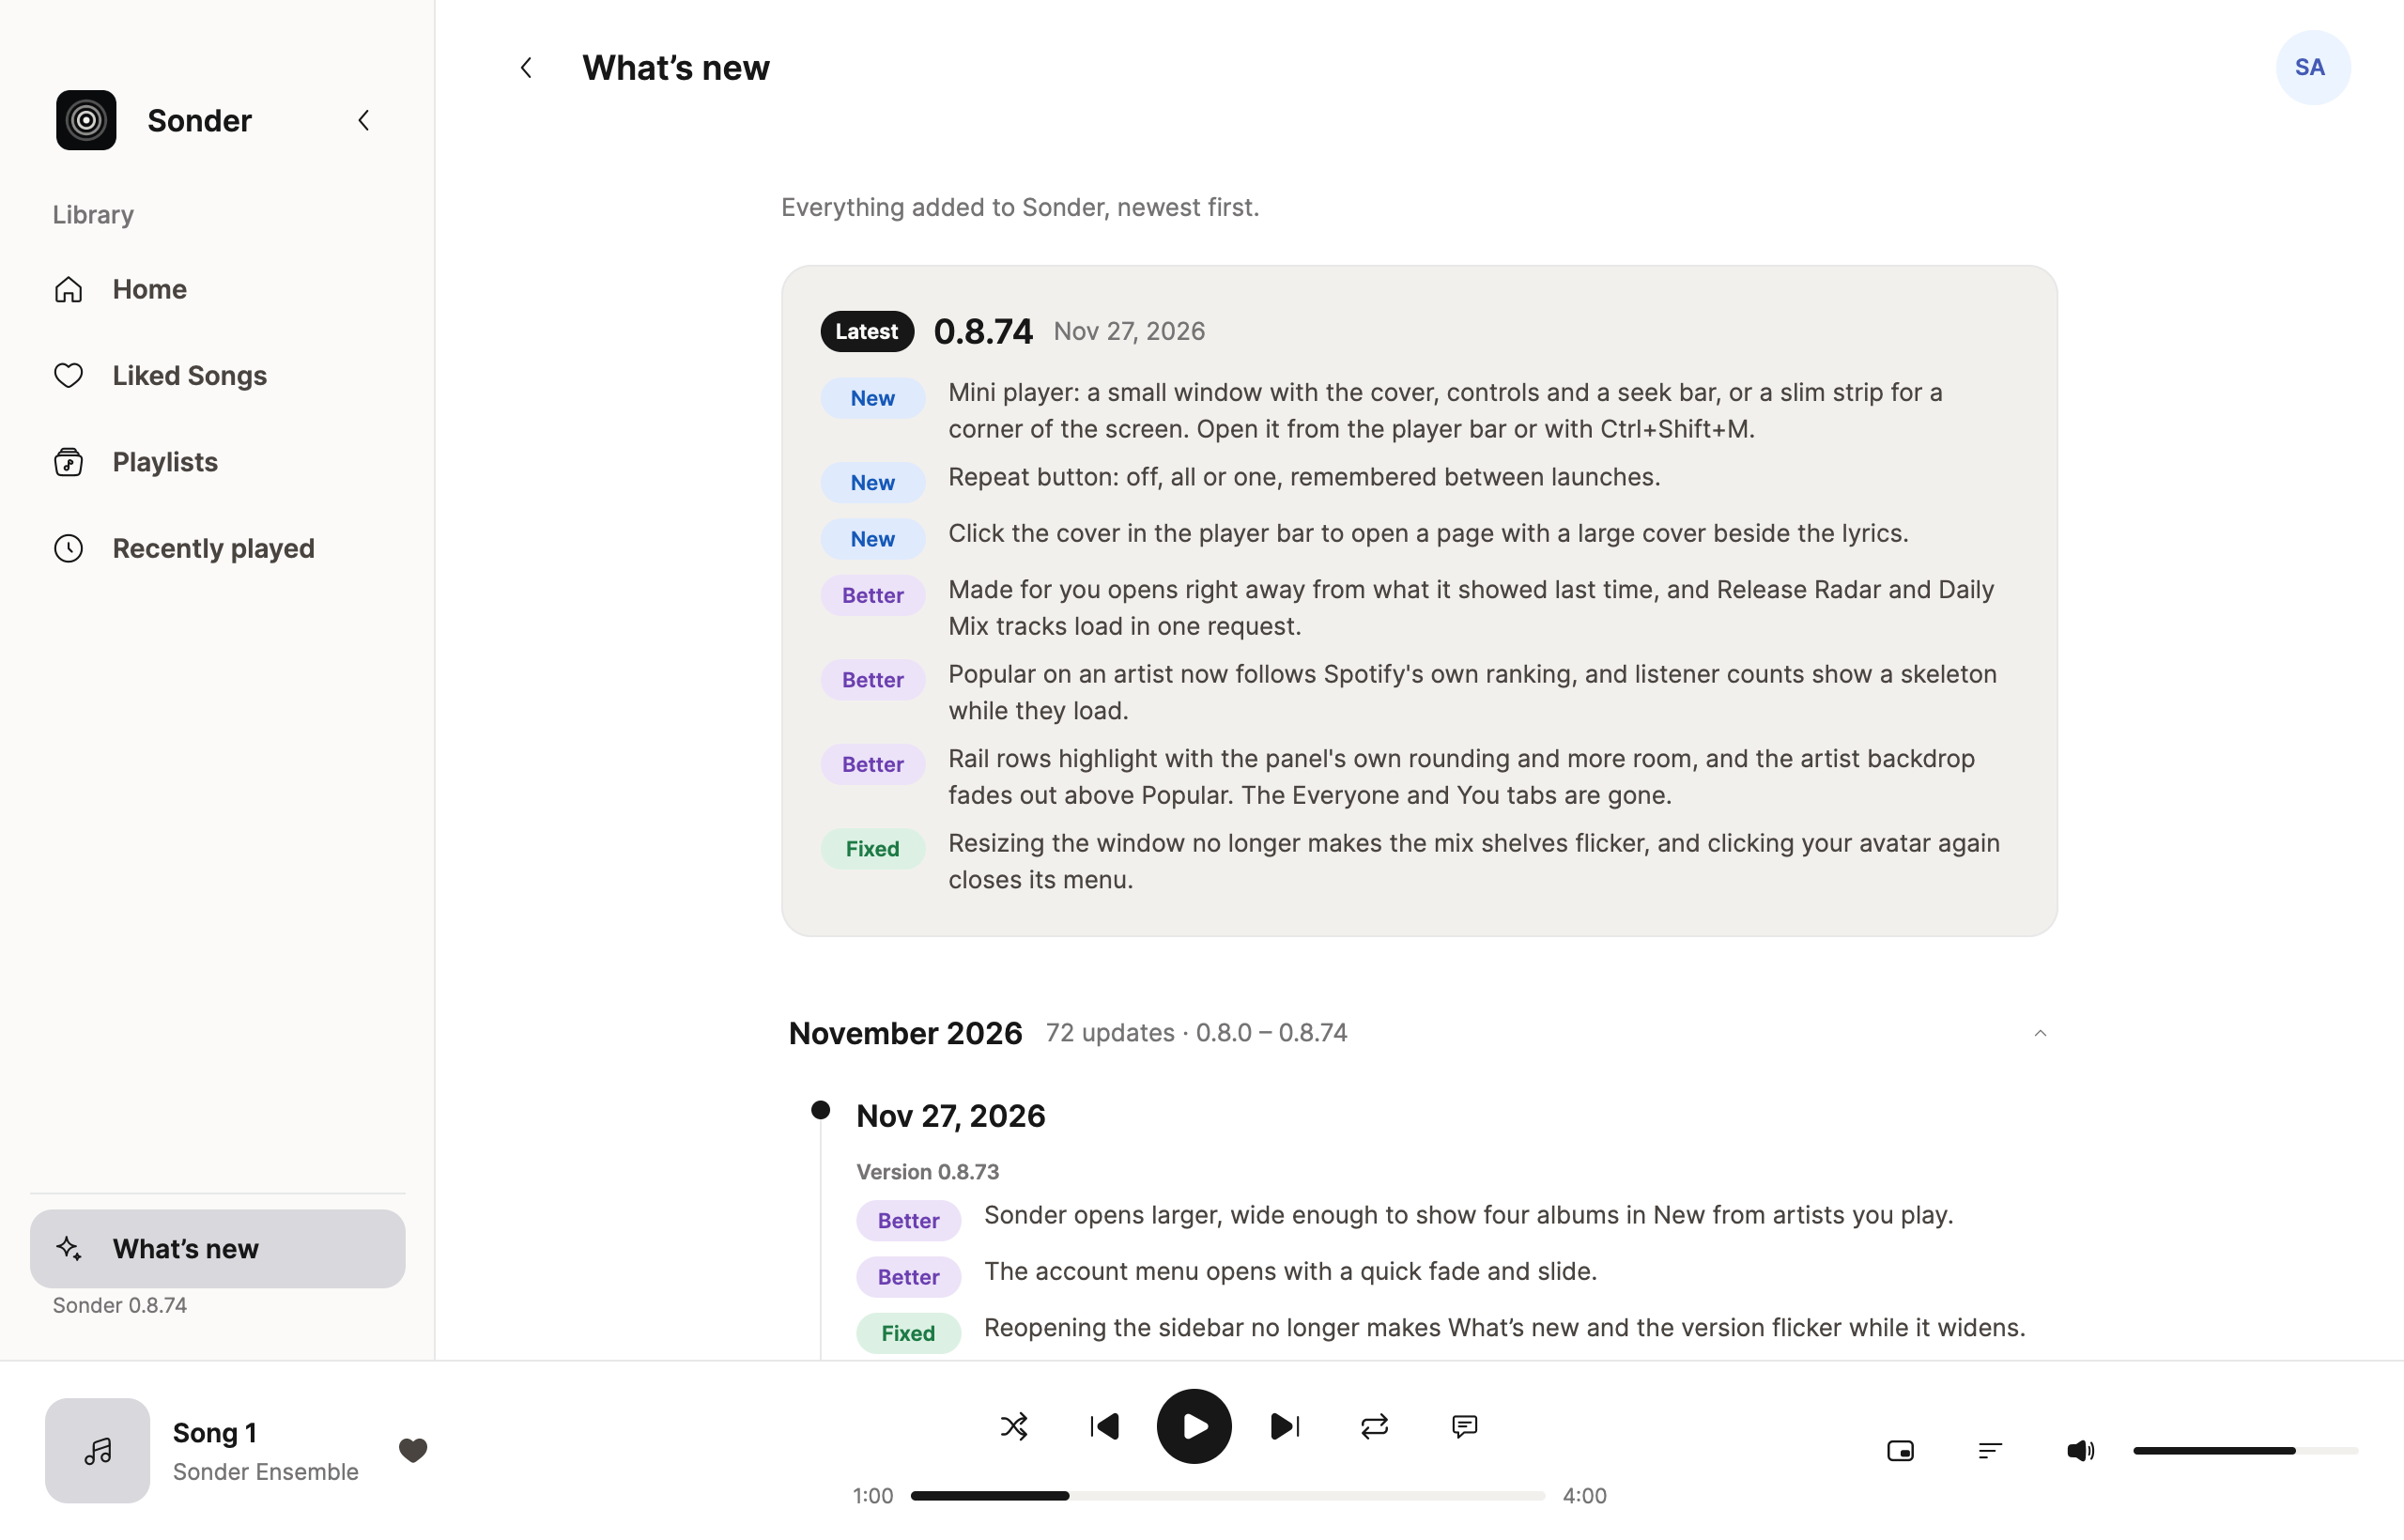 Sonder
Library
Home
Liked Songs
Playlists
Recently played
What’s new
Sonder 0.8.74
What’s new
SA
Everything added to Sonder, newest first.
Latest 0.8.74 Nov 27, 2026
New Mini player: a small window with the cover, controls and a seek bar, or a slim strip for a
corner of the screen. Open it from the player bar or with Ctrl+Shift+M.
New Repeat button: off, all or one, remembered between launches.
New Click the cover in the player bar to open a page with a large cover beside the lyrics.
Better Made for you opens right away from what it showed last time, and Release Radar and Daily
Mix tracks load in one request.
Better Popular on an artist now follows Spotify's own ranking, and listener counts show a skeleton
while they load.
Better Rail rows highlight with the panel's own rounding and more room, and the artist backdrop
fades out above Popular. The Everyone and You tabs are gone.
Fixed Resizing the window no longer makes the mix shelves flicker, and clicking your avatar again
closes its menu.
November 2026 72 updates · 0.8.0 – 0.8.74
Nov 27, 2026
Version 0.8.73
Better Sonder opens larger, wide enough to show four albums in New from artists you play.
Better The account menu opens with a quick fade and slide.
Fixed Reopening the sidebar no longer makes What’s new and the version flicker while it widens.
Song 1
Sonder Ensemble
1:00
4:00